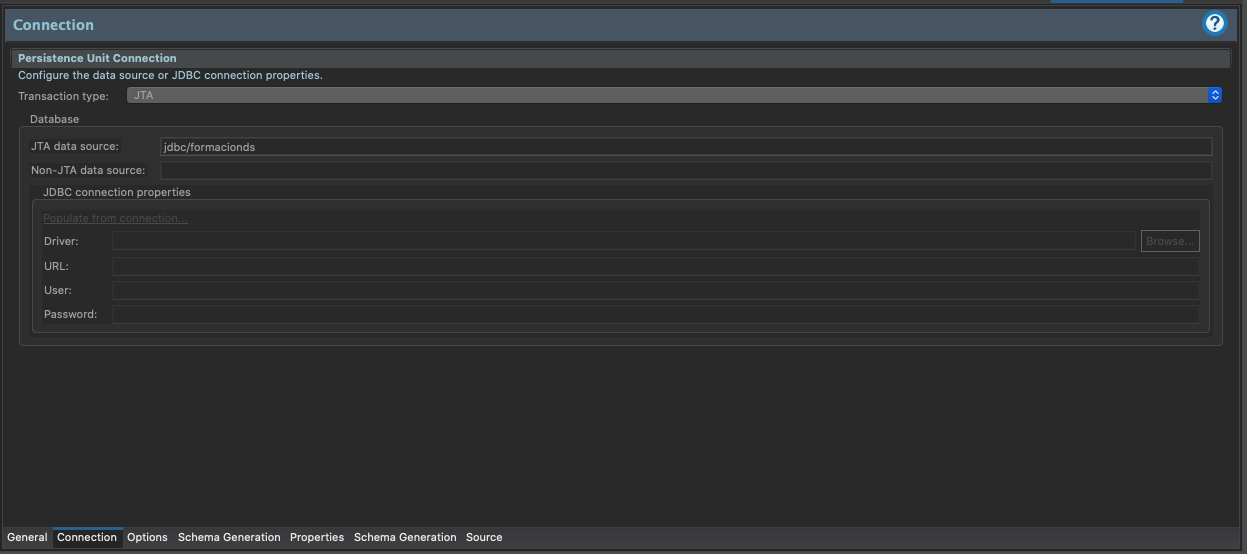 Connection
?
Persistence Unit Connection
Configure the data source or JDBC connection properties.
Transaction type: JTA
Database
JTA data source: jdbc/formacionds
Non-JTA data source:
JDBC connection properties
Populate from connection...
Driver: Browse...
URL:
User:
Password:
General Connection Options Schema Generation Properties Schema Generation Source